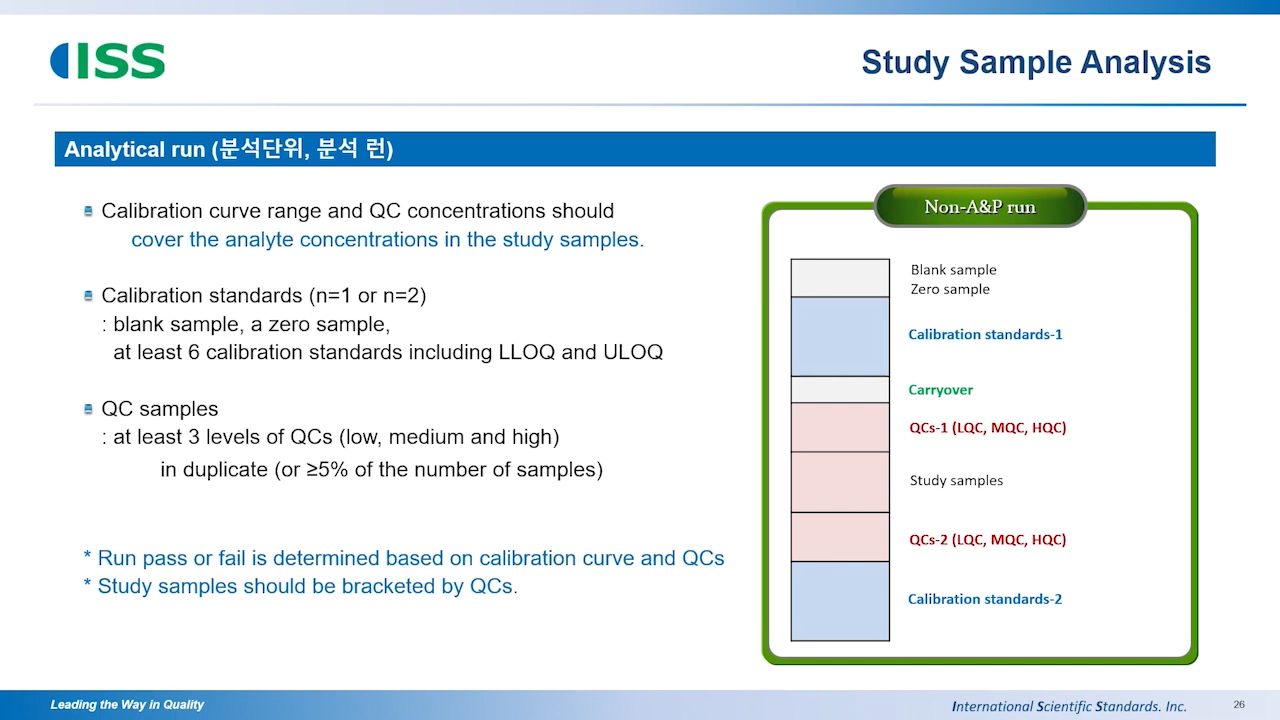 ISS
Study Sample Analysis
Analytical run (분석단위, 분석 런)
Calibration curve range and QC concentrations should
cover the analyte concentrations in the study samples.
Calibration standards (n=1 or n=2)
: blank sample, a zero sample,
at least 6 calibration standards including LLOQ and ULOQ
QC samples
: at least 3 levels of QCs (low, medium and high)
in duplicate (or ≥5% of the number of samples)
* Run pass or fail is determined based on calibration curve and QCs
* Study samples should be bracketed by QCs.
Non-A&P run
Blank sample
Zero sample
Calibration standards-1
Carryover
QCs-1 (LQC, MQC, HQC)
Study samples
QCs-2 (LQC, MQC, HQC)
Calibration standards-2
Leading the Way in Quality
International Scientific Standards. Inc.
26